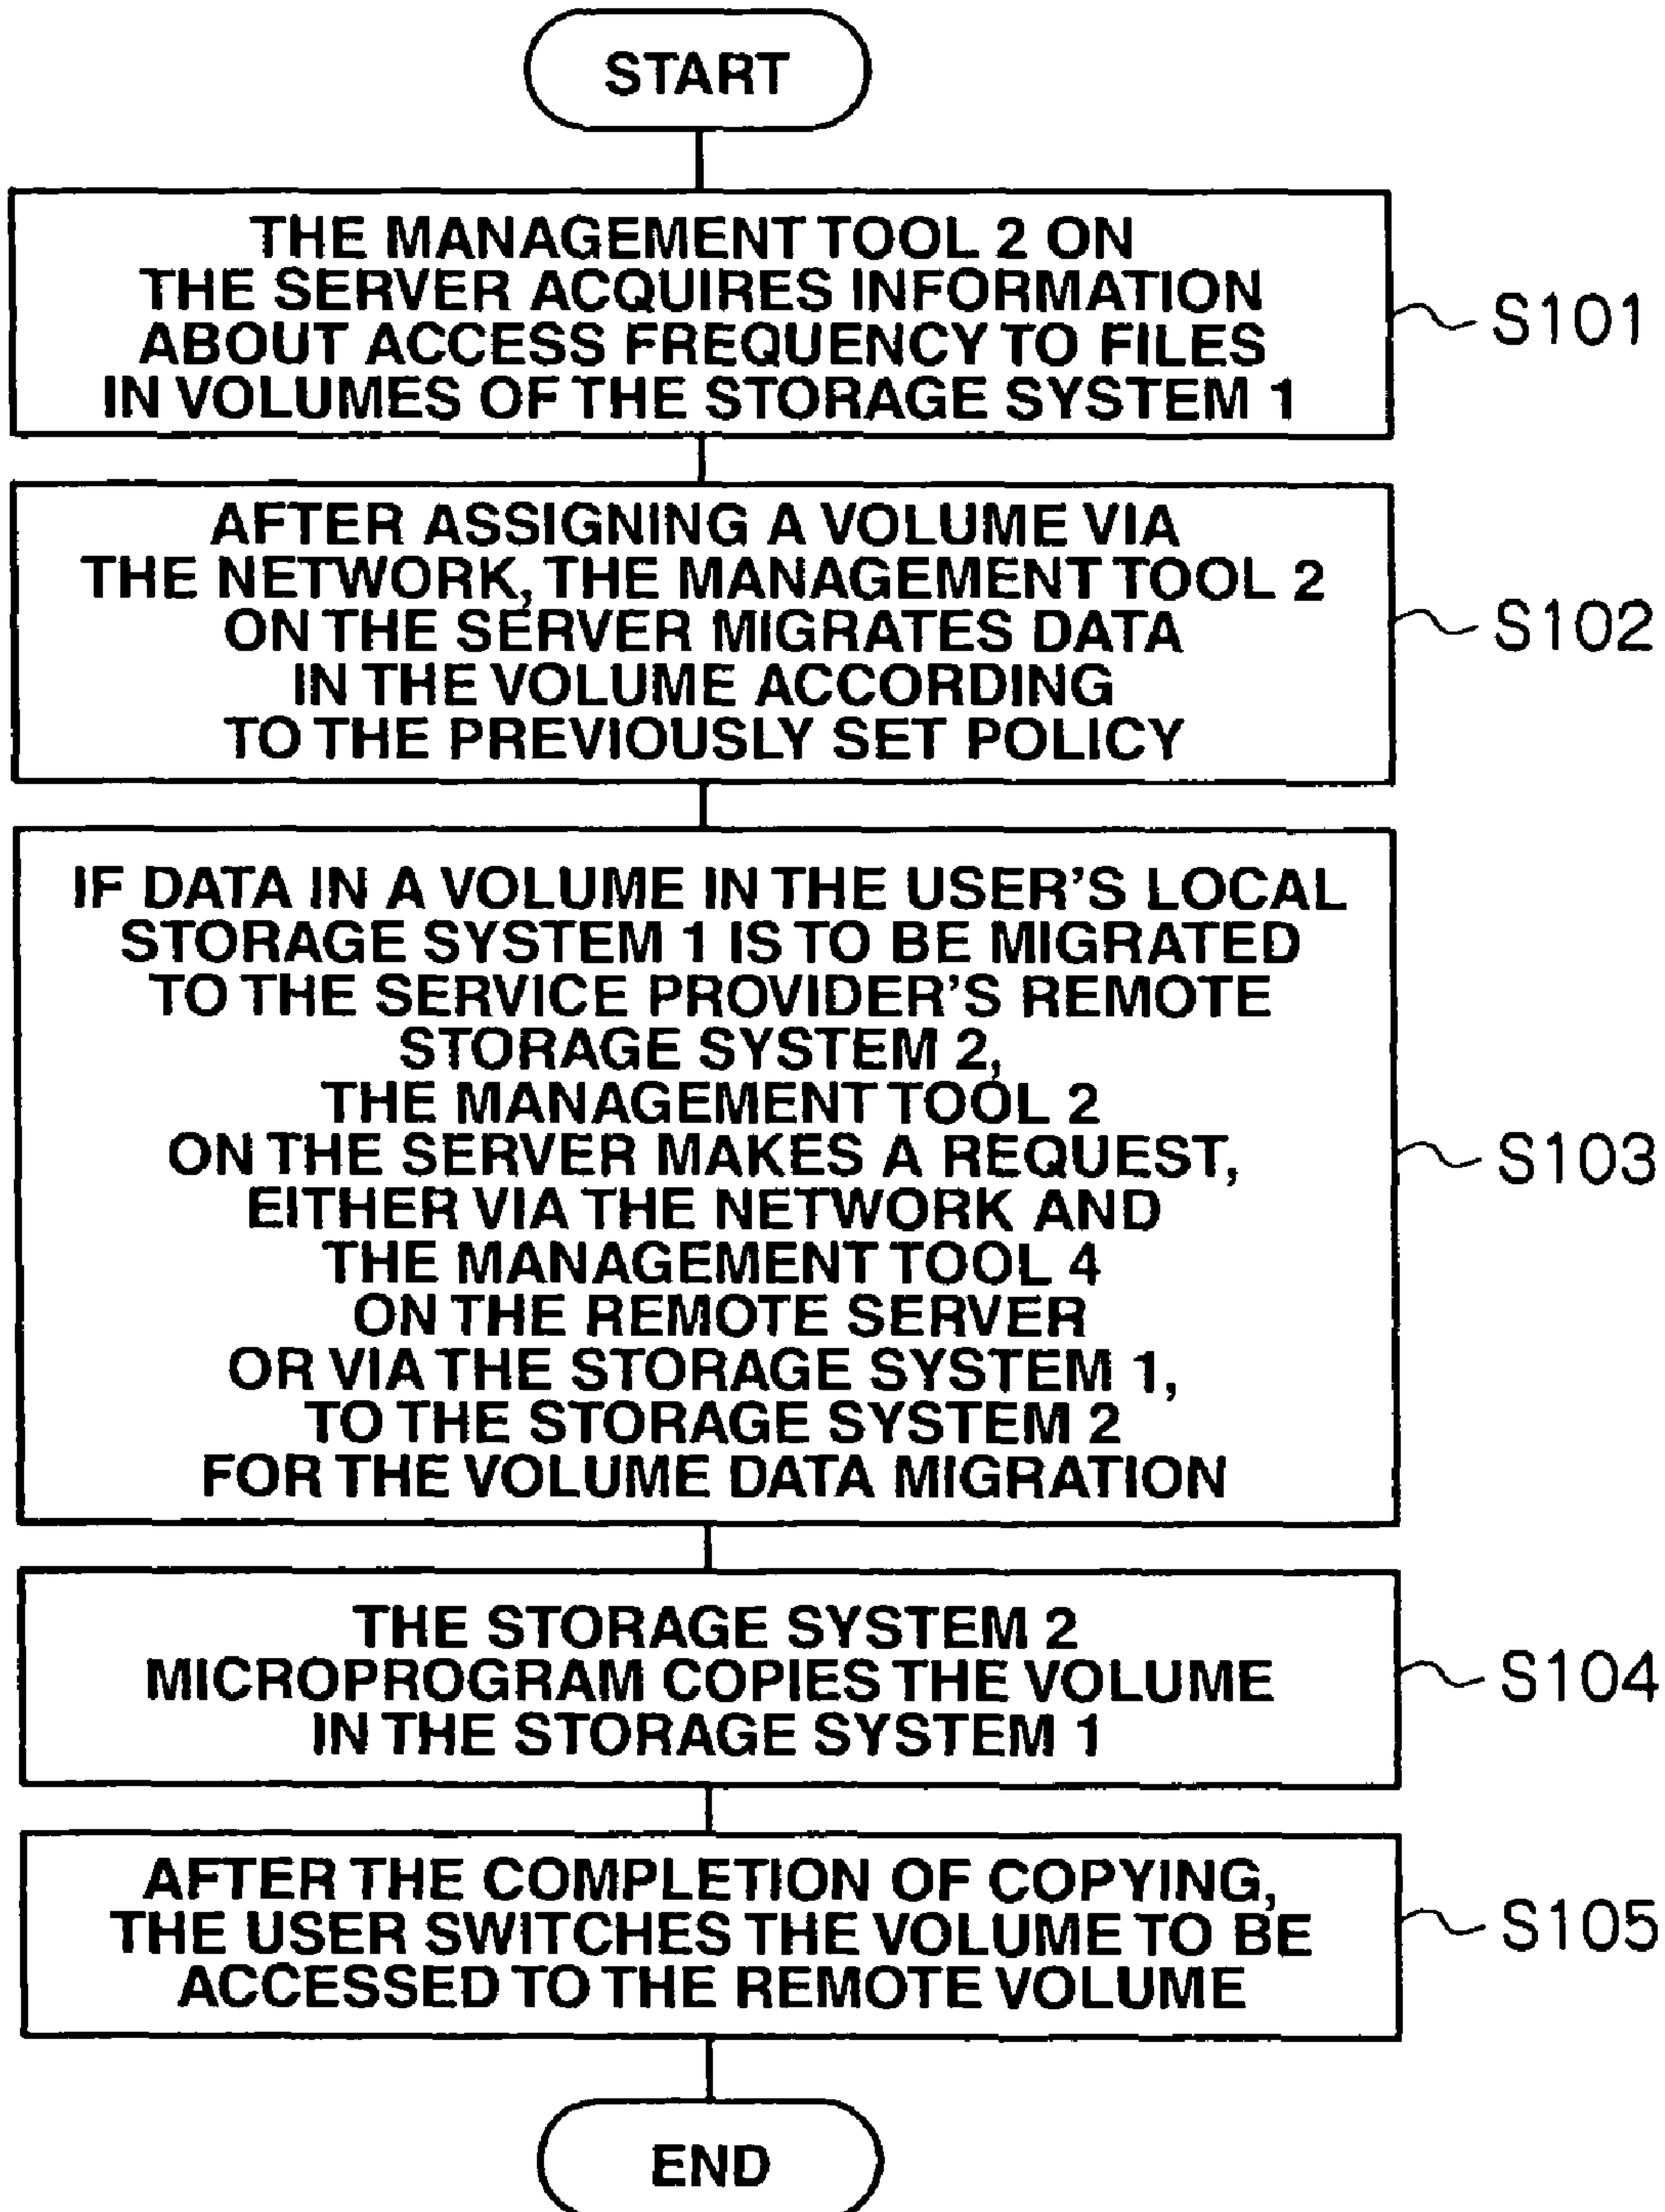 START
THE MANAGEMENT TOOL 2 ON
THE SERVER ACQUIRES INFORMATION
ABOUT ACCESS FREQUENCY TO FILES
IN VOLUMES OF THE STORAGE SYSTEM 1
S101
AFTER ASSIGNING A VOLUME VIA
THE NETWORK, THE MANAGEMENT TOOL 2
ON THE SERVER MIGRATES DATA
IN THE VOLUME ACCORDING
TO THE PREVIOUSLY SET POLICY
S102
IF DATA IN A VOLUME IN THE USER'S LOCAL
STORAGE SYSTEM 1 IS TO BE MIGRATED
TO THE SERVICE PROVIDER'S REMOTE
STORAGE SYSTEM 2,
THE MANAGEMENT TOOL 2
ON THE SERVER MAKES A REQUEST,
EITHER VIA THE NETWORK AND
THE MANAGEMENT TOOL 4
ON THE REMOTE SERVER
OR VIA THE STORAGE SYSTEM 1,
TO THE STORAGE SYSTEM 2
FOR THE VOLUME DATA MIGRATION
S103
THE STORAGE SYSTEM 2
MICROPROGRAM COPIES THE VOLUME
IN THE STORAGE SYSTEM 1
S104
AFTER THE COMPLETION OF COPYING,
THE USER SWITCHES THE VOLUME TO BE
ACCESSED TO THE REMOTE VOLUME
S105
END